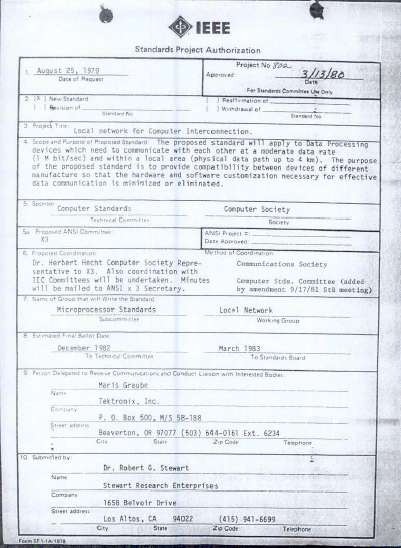 IEEE
Standards Project Authorization
Project No 802
1. August 25, 1979
Date of Request
Approved: 3/13/80
Date
For Standards Committee Use Only
2. (X) New Standard
( ) Revision of
Standard No
( ) Reaffirmation of
( ) Withdrawal of
Standard No
3. Project Title:
Local network for Computer Interconnection.
4. Scope and Purpose of Proposed Standard: The proposed standard will apply to Data Processing
devices which need to communicate with each other at a moderate data rate
(1 M bit/sec) and within a local area (physical data path up to 4 km). The purpose
of the proposed standard is to provide compatibility between devices of different
manufacture so that the hardware and software customization necessary for effective
data communication is minimized or eliminated.
5. Sponsor
Computer Standards
Technical Committee
Computer Society
Society
5a Proposed ANSI Committee:
X3
ANSI Project #:
Date Approved:
6. Proposed Coordination:
Dr. Herbert Hecht Computer Society Repre-
sentative to X3. Also coordination with
IEC Committees will be undertaken. Minutes
will be mailed to ANSI x 3 Secretary.
Method of Coordination:
Communications Society
Computer Stds. Committee (added
by amendment 9/17/81 StB meeting)
7. Name of Group that will Write the Standard
Microprocessor Standards
Subcommittee
Local Network
Working Group
8. Estimated Final Ballot Date:
December 1982
To Technical Committee
March 1983
To Standards Board
9. Person Delegated to Receive Communications and Conduct Liaison with Interested Bodies:
Maris Graube
Name
Tektronix, Inc.
Company
P. O. Box 500, M/S 58-188
Street address
Beaverton, OR 97077 (503) 644-0161 Ext. 6234
City State Zip Code Telephone
10. Submitted by:
Dr. Robert G. Stewart
Name
Stewart Research Enterprises
Company
1658 Belvoir Drive
Street address
Los Altos, CA 94022 (415) 941-6699
City State Zip Code Telephone
Form SF 1-1A-1978